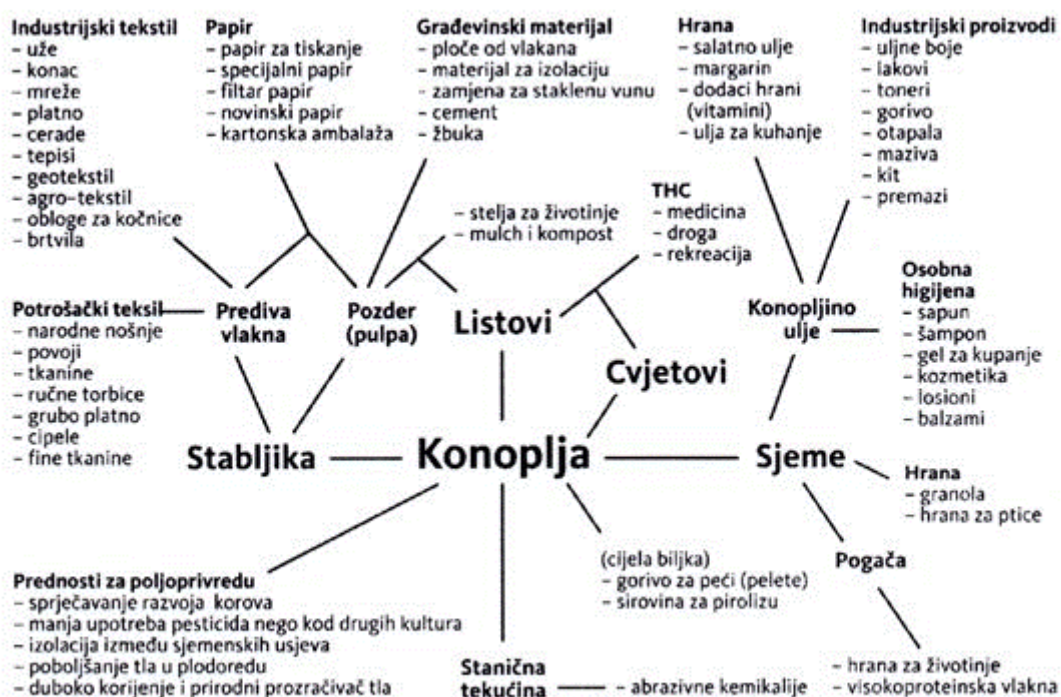 Industrijski tekstil
– uže
– konac
– mreže
– platno
– cerade
– tepisi
– geotekstil
– agro-tekstil
– obloge za kočnice
– brtvila
Papir
– papir za tiskanje
– specijalni papir
– filtar papir
– novinski papir
– kartonska ambalaža
Građevinski materijal
– ploče od vlakana
– materijal za izolaciju
– zamjena za staklenu vunu
– cement
– žbuka
Hrana
– salatno ulje
– margarin
– dodaci hrani
(vitamini)
– ulja za kuhanje
Industrijski proizvodi
– uljne boje
– lakovi
– toneri
– gorivo
– otapala
– maziva
– kit
– premazi
– stelja za životinje
– mulch i kompost
THC
– medicina
– droga
– rekreacija
Osobna
higijena
– sapun
– šampon
– gel za kupanje
– kozmetika
– losioni
– balzami
Potrošački teksil
– narodne nošnje
– povoji
– tkanine
– ručne torbice
– grubo platno
– cipele
– fine tkanine
Prediva
vlakna
Pozder
(pulpa)
Listovi
Cvjetovi
Konopljino
ulje
Stabljika
Konoplja
Sjeme
Hrana
– granola
– hrana za ptice
Pogača
(cijela biljka)
– gorivo za peći (pelete)
– sirovina za pirolizu
Prednosti za poljoprivredu
– sprječavanje razvoja korova
– manja upotreba pesticida nego kod drugih kultura
– izolacija između sjemenskih usjeva
– poboljšanje tla u plodoredu
– duboko korijenje i prirodni prozračivač tla
Stanična
tekućina
– abrazivne kemikalije
– hrana za životinje
– visokoproteinska vlakna